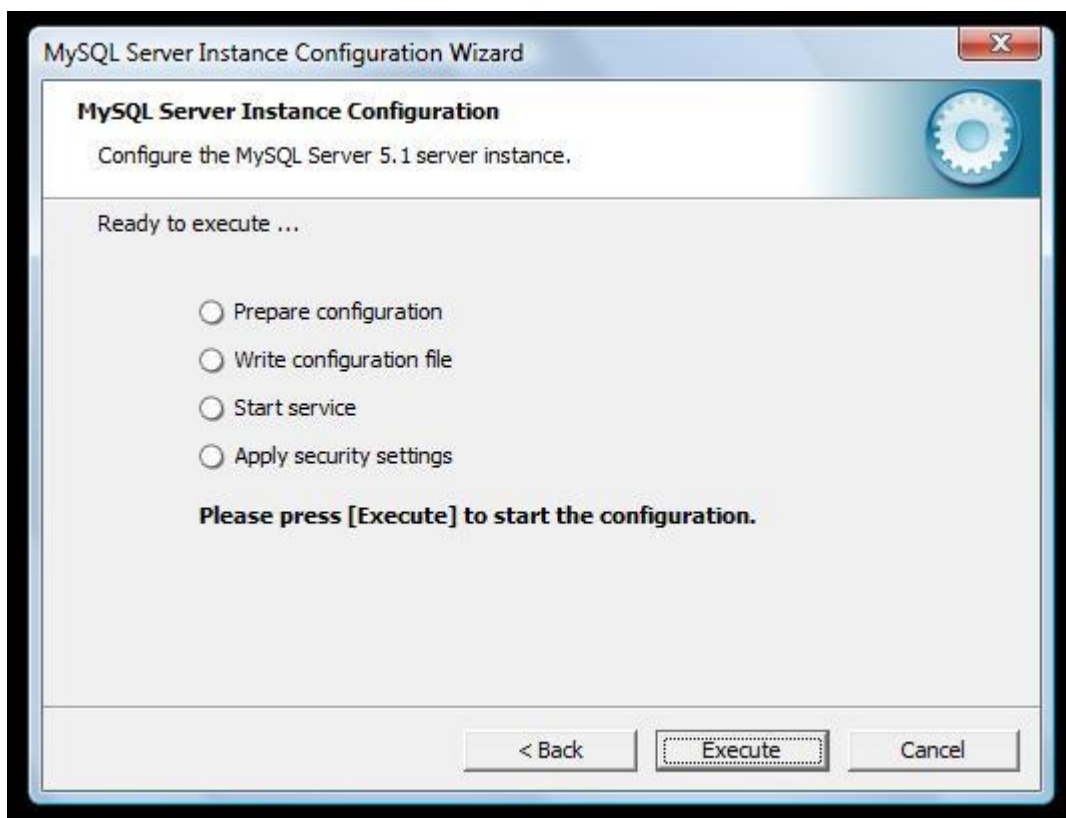 MySQL Server Instance Configuration Wizard
MySQL Server Instance Configuration
Configure the MySQL Server 5.1 server instance.
Ready to execute ...
Prepare configuration
Write configuration file
Start service
Apply security settings
Please press [Execute] to start the configuration.
< Back
Execute
Cancel